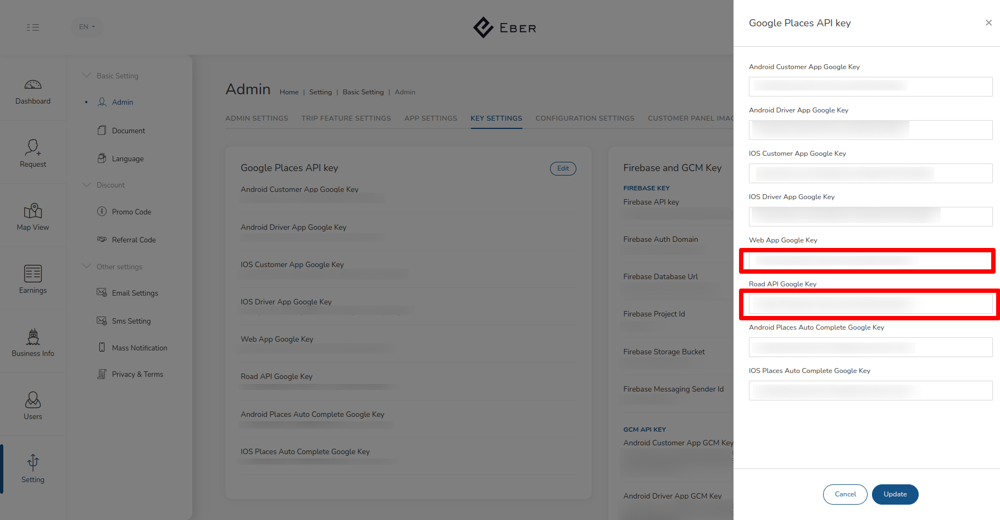 EN
EBER
Dashboard
Request
Map View
Earnings
Business Info
Users
Setting
Basic Setting
Admin
Document
Language
Discount
Promo Code
Referral Code
Other settings
Email Settings
Sms Setting
Mass Notification
Privacy & Terms
Admin Home | Setting | Basic Setting | Admin
ADMIN SETTINGS TRIP FEATURE SETTINGS APP SETTINGS KEY SETTINGS CONFIGURATION SETTINGS CUSTOMER PANEL IMAG
Google Places API key
Edit
Android Customer App Google Key
Android Driver App Google Key
IOS Customer App Google Key
IOS Driver App Google Key
Web App Google Key
Road API Google Key
Android Places Auto Complete Google Key
IOS Places Auto Complete Google Key
Firebase and GCM Key
FIREBASE KEY
Firebase API key
Firebase Auth Domain
Firebase Database Url
Firebase Project Id
Firebase Storage Bucket
Firebase Messaging Sender Id
GCM API KEY
Android Customer App GCM Key
Android Driver App GCM Key
Google Places API key
Android Customer App Google Key
Android Driver App Google Key
IOS Customer App Google Key
IOS Driver App Google Key
Web App Google Key
Road API Google Key
Android Places Auto Complete Google Key
IOS Places Auto Complete Google Key
Cancel
Update